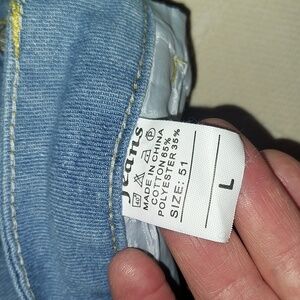 Jeans
MADE IN CHINA
COTTON 65%
POLYESTER 35%
SIZE: 51
L